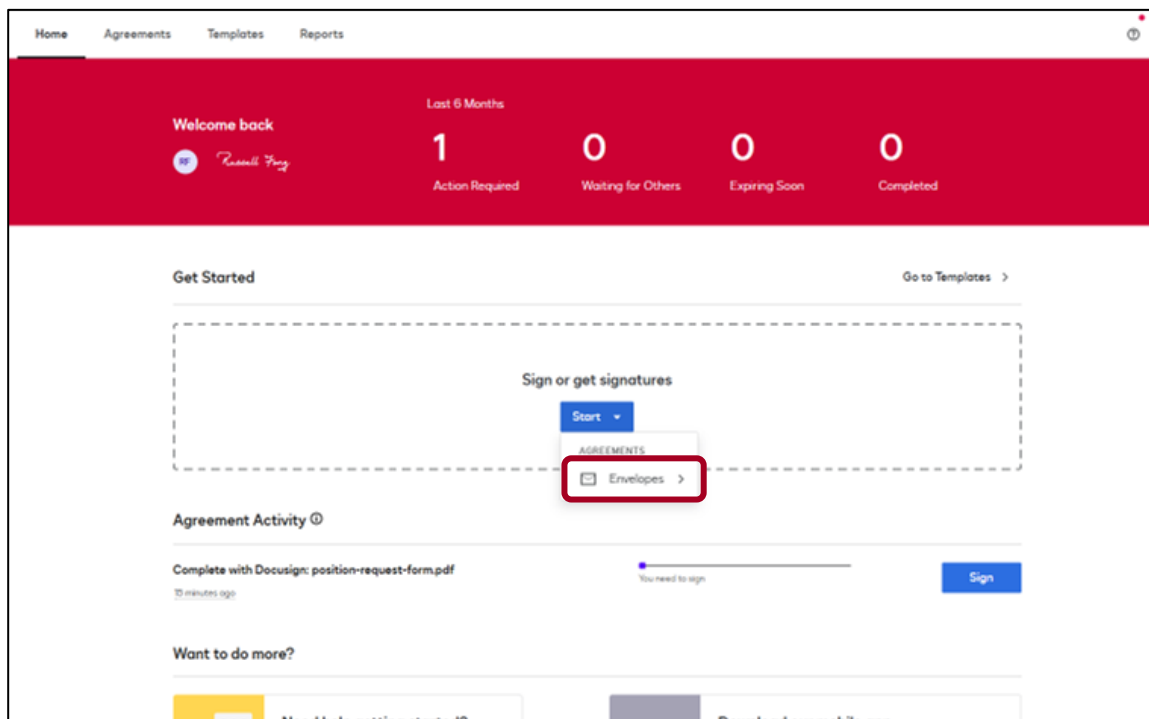 Home Agreements Templates Reports
Last 6 Months
Welcome back
RF Russell Fong
1 0 0 0
Action Required Waiting for Others Expiring Soon Completed
Get Started Go to Templates
Sign or get signatures
Start
AGREEMENTS
Envelopes
Agreement Activity
Complete with Docusign: position-request-form.pdf
You need to sign
Sign
minutes ago
Want to do more?